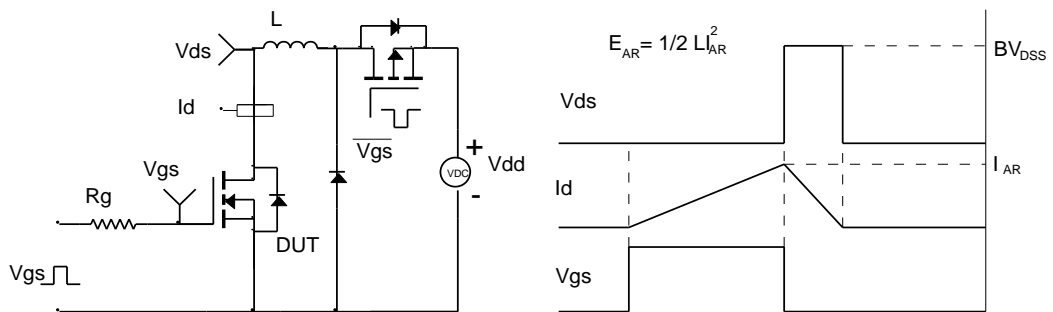 L
Vds
Id
Vgs
Rg
DUT
Vgs
Vgs
+
VDC
Vdd
-
E_AR = 1/2 LI_AR^2
BV_DSS
Vds
I_AR
Id
Vgs